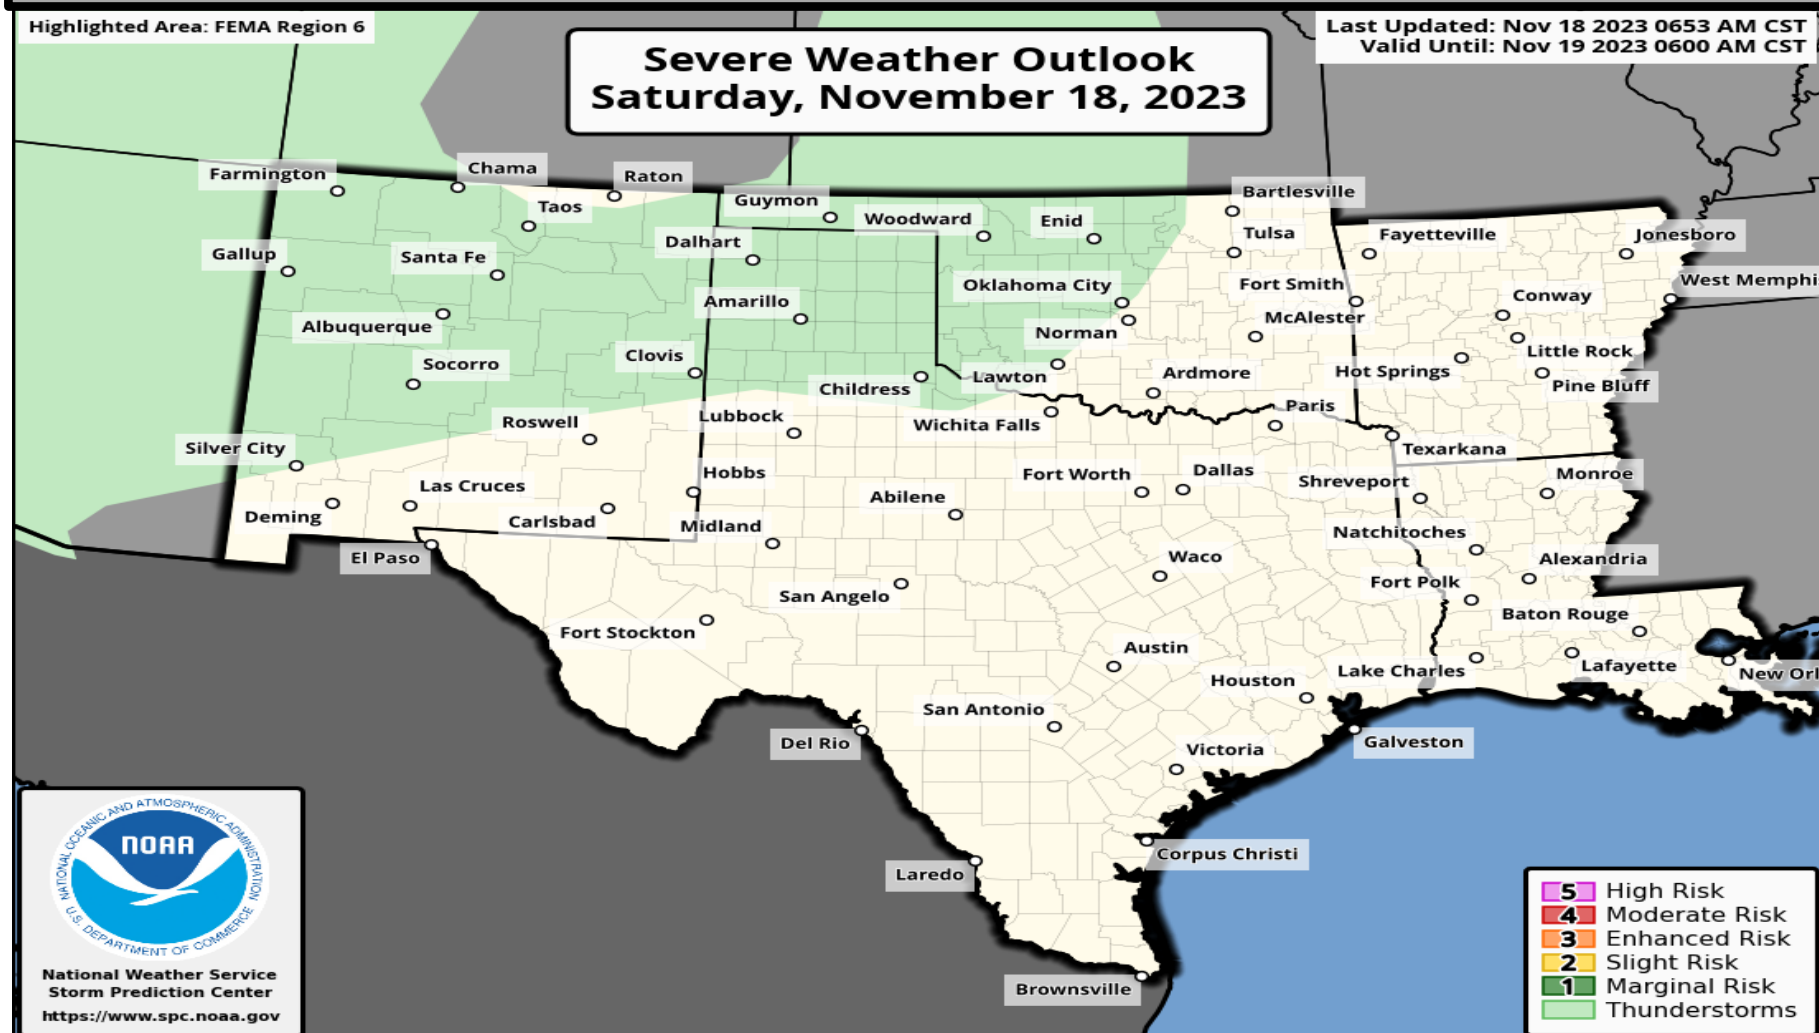 Highlighted Area: FEMA Region 6
Severe Weather Outlook
Saturday, November 18, 2023
Last Updated: Nov 18 2023 0653 AM CST
Valid Until: Nov 19 2023 0600 AM CST
Farmington
Chama
Raton
Taos
Guymon
Woodward
Enid
Bartlesville
Gallup
Santa Fe
Dalhart
Tulsa
Fayetteville
Jonesboro
Albuquerque
Amarillo
Oklahoma City
Fort Smith
Conway
West Memphi
Socorro
Clovis
Norman
McAlester
Little Rock
Childress
Lawton
Ardmore
Hot Springs
Pine Bluff
Silver City
Roswell
Lubbock
Wichita Falls
Paris
Texarkana
Las Cruces
Hobbs
Abilene
Fort Worth
Dallas
Shreveport
Monroe
Deming
Carlsbad
Midland
Natchitoches
El Paso
Waco
Alexandria
San Angelo
Fort Polk
Fort Stockton
Baton Rouge
Austin
Houston
Lake Charles
Lafayette
New Orl
San Antonio
Del Rio
Victoria
Galveston
Laredo
Corpus Christi
Brownsville
NATIONAL OCEANIC AND ATMOSPHERIC ADMINISTRATION
NOAA
U.S. DEPARTMENT OF COMMERCE
National Weather Service
Storm Prediction Center
https://www.spc.noaa.gov
5 High Risk
4 Moderate Risk
3 Enhanced Risk
2 Slight Risk
1 Marginal Risk
Thunderstorms